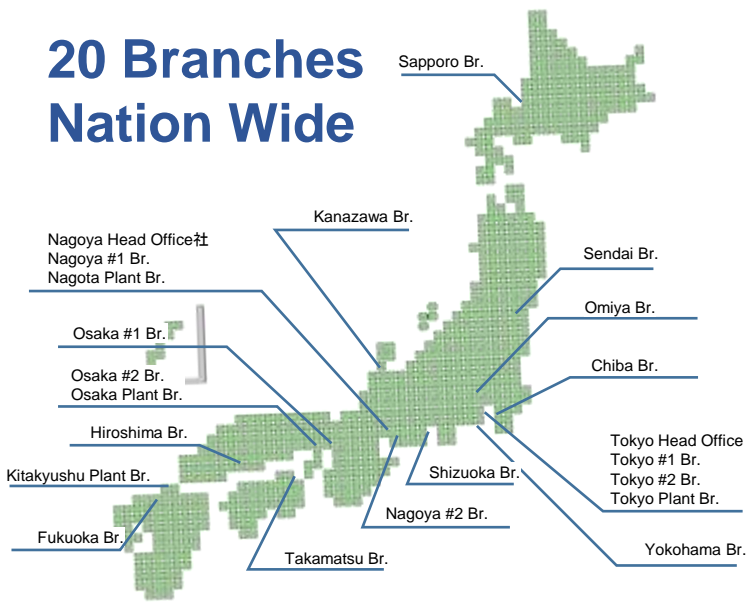 20 Branches
Nation Wide
Sapporo Br.
Kanazawa Br.
Nagoya Head Office社
Nagoya #1 Br.
Nagota Plant Br.
Sendai Br.
Omiya Br.
Osaka #1 Br.
Chiba Br.
Osaka #2 Br.
Osaka Plant Br.
Hiroshima Br.
Tokyo Head Office
Tokyo #1 Br.
Tokyo #2 Br.
Tokyo Plant Br.
Kitakyushu Plant Br.
Shizuoka Br.
Nagoya #2 Br.
Fukuoka Br.
Takamatsu Br.
Yokohama Br.